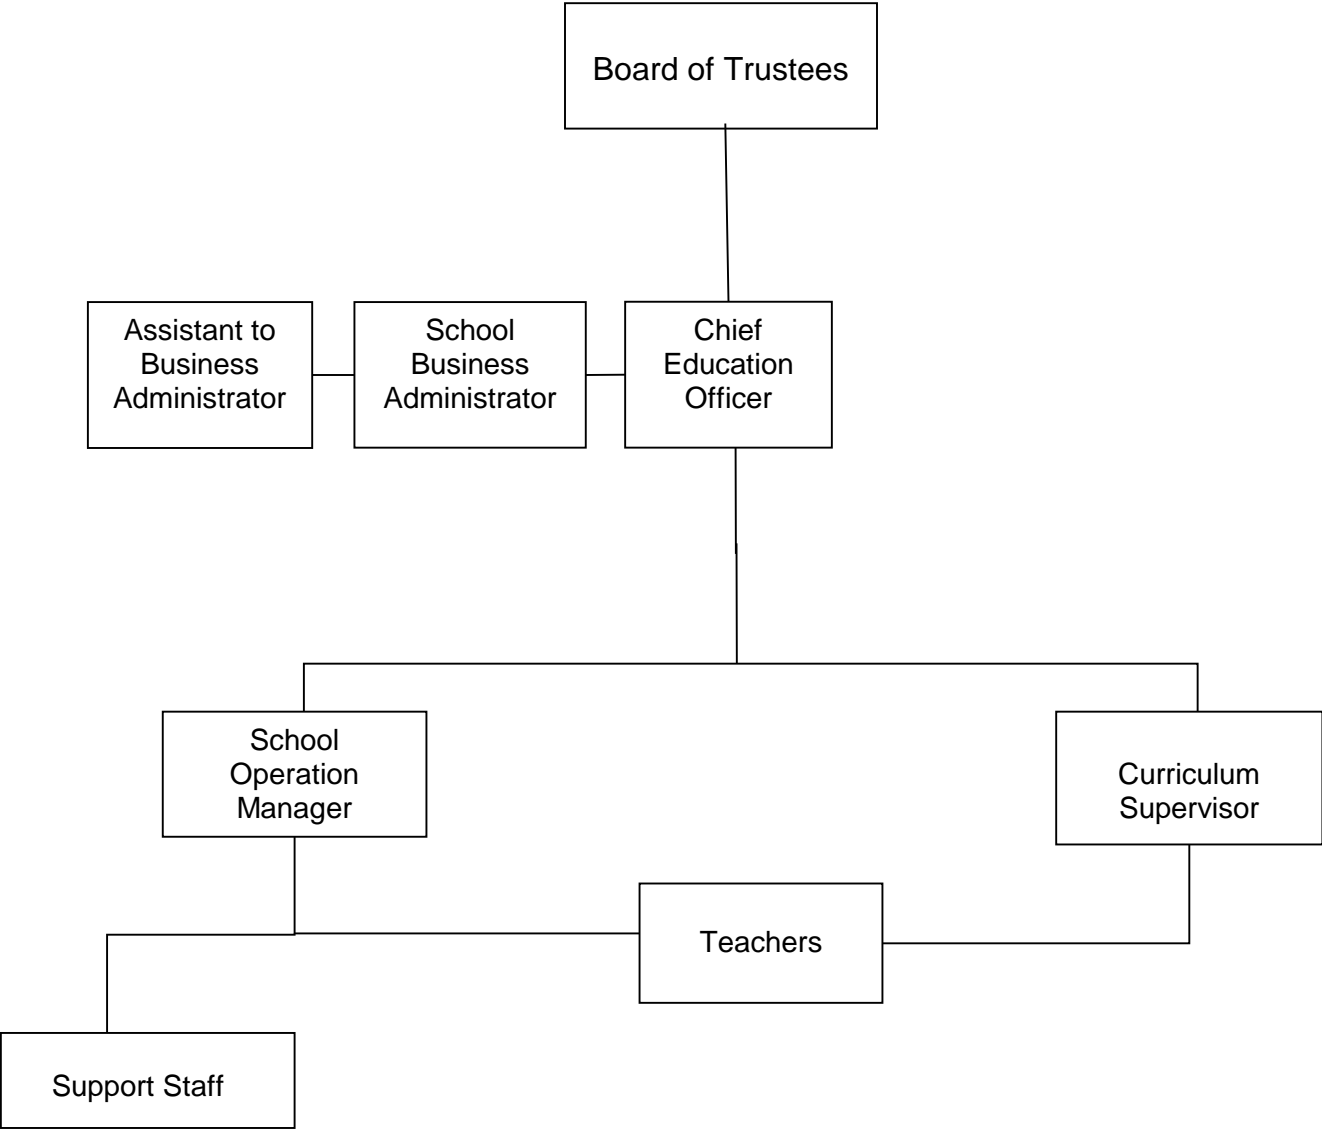 Board of Trustees
Assistant to
Business
Administrator
School
Business
Administrator
Chief
Education
Officer
School
Operation
Manager
Curriculum
Supervisor
Teachers
Support Staff